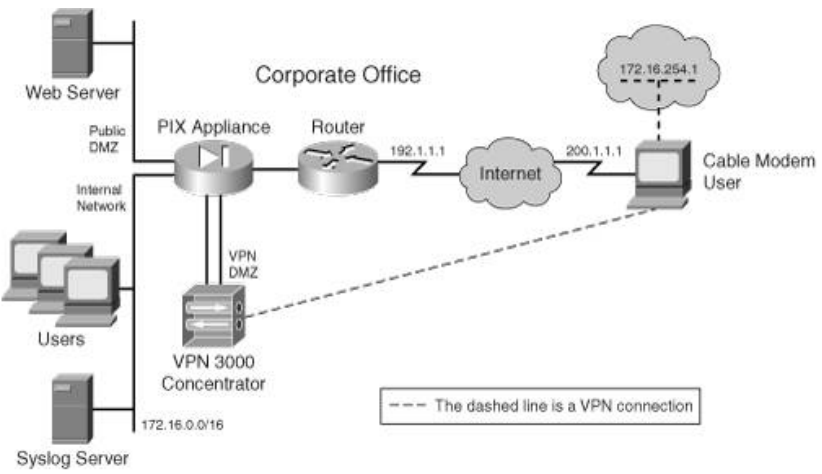 Web Server
Corporate Office
172.16.254.1
Public
DMZ
PIX Appliance
Router
192.1.1.1
Internet
200.1.1.1
Cable Modem
User
Internal
Network
VPN
DMZ
Users
VPN 3000
Concentrator
The dashed line is a VPN connection
172.16.0.0/16
Syslog Server